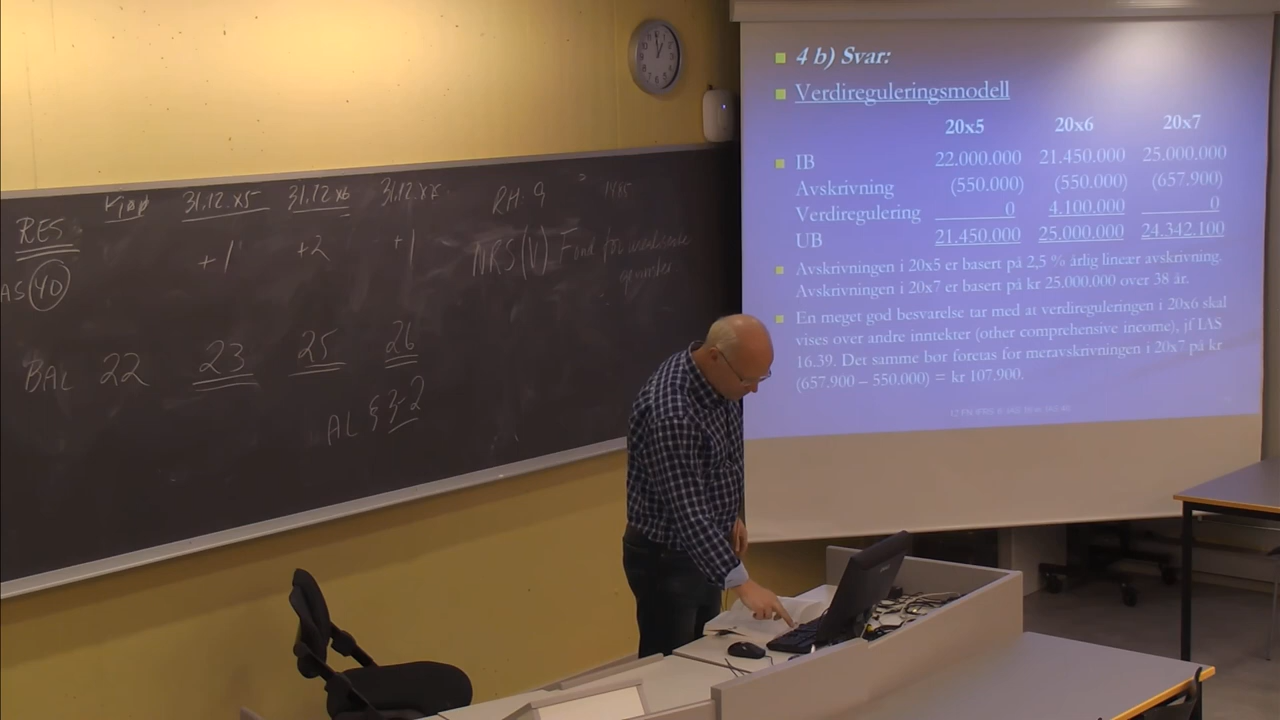 Kjøp 31.12.x5 31.12.x6 31.12.x7
RES
+1 +2 +1
AS 40
BAL 22 23 25 26
AL § 3-2
RH. 9
NRS(V) Fond for
4 b) Svar:
Verdireguleringsmodell
20x5 20x6 20x7
IB 22.000.000 21.450.000 25.000.000
Avskrivning (550.000) (550.000) (657.900)
Verdiregulering 0 4.100.000 0
UB 21.450.000 25.000.000 24.342.100
Avskrivningen i 20x5 er basert på 2,5 % årlig lineær avskrivning.
Avskrivningen i 20x7 er basert på kr 25.000.000 over 38 år.
En meget god besvarelse tar med at verdireguleringen i 20x6 skal
vises over andre inntekter (other comprehensive income), jf IAS
16.39. Det samme bør foretas for meravskrivningen i 20x7 på kr
(657.900 – 550.000) = kr 107.900.